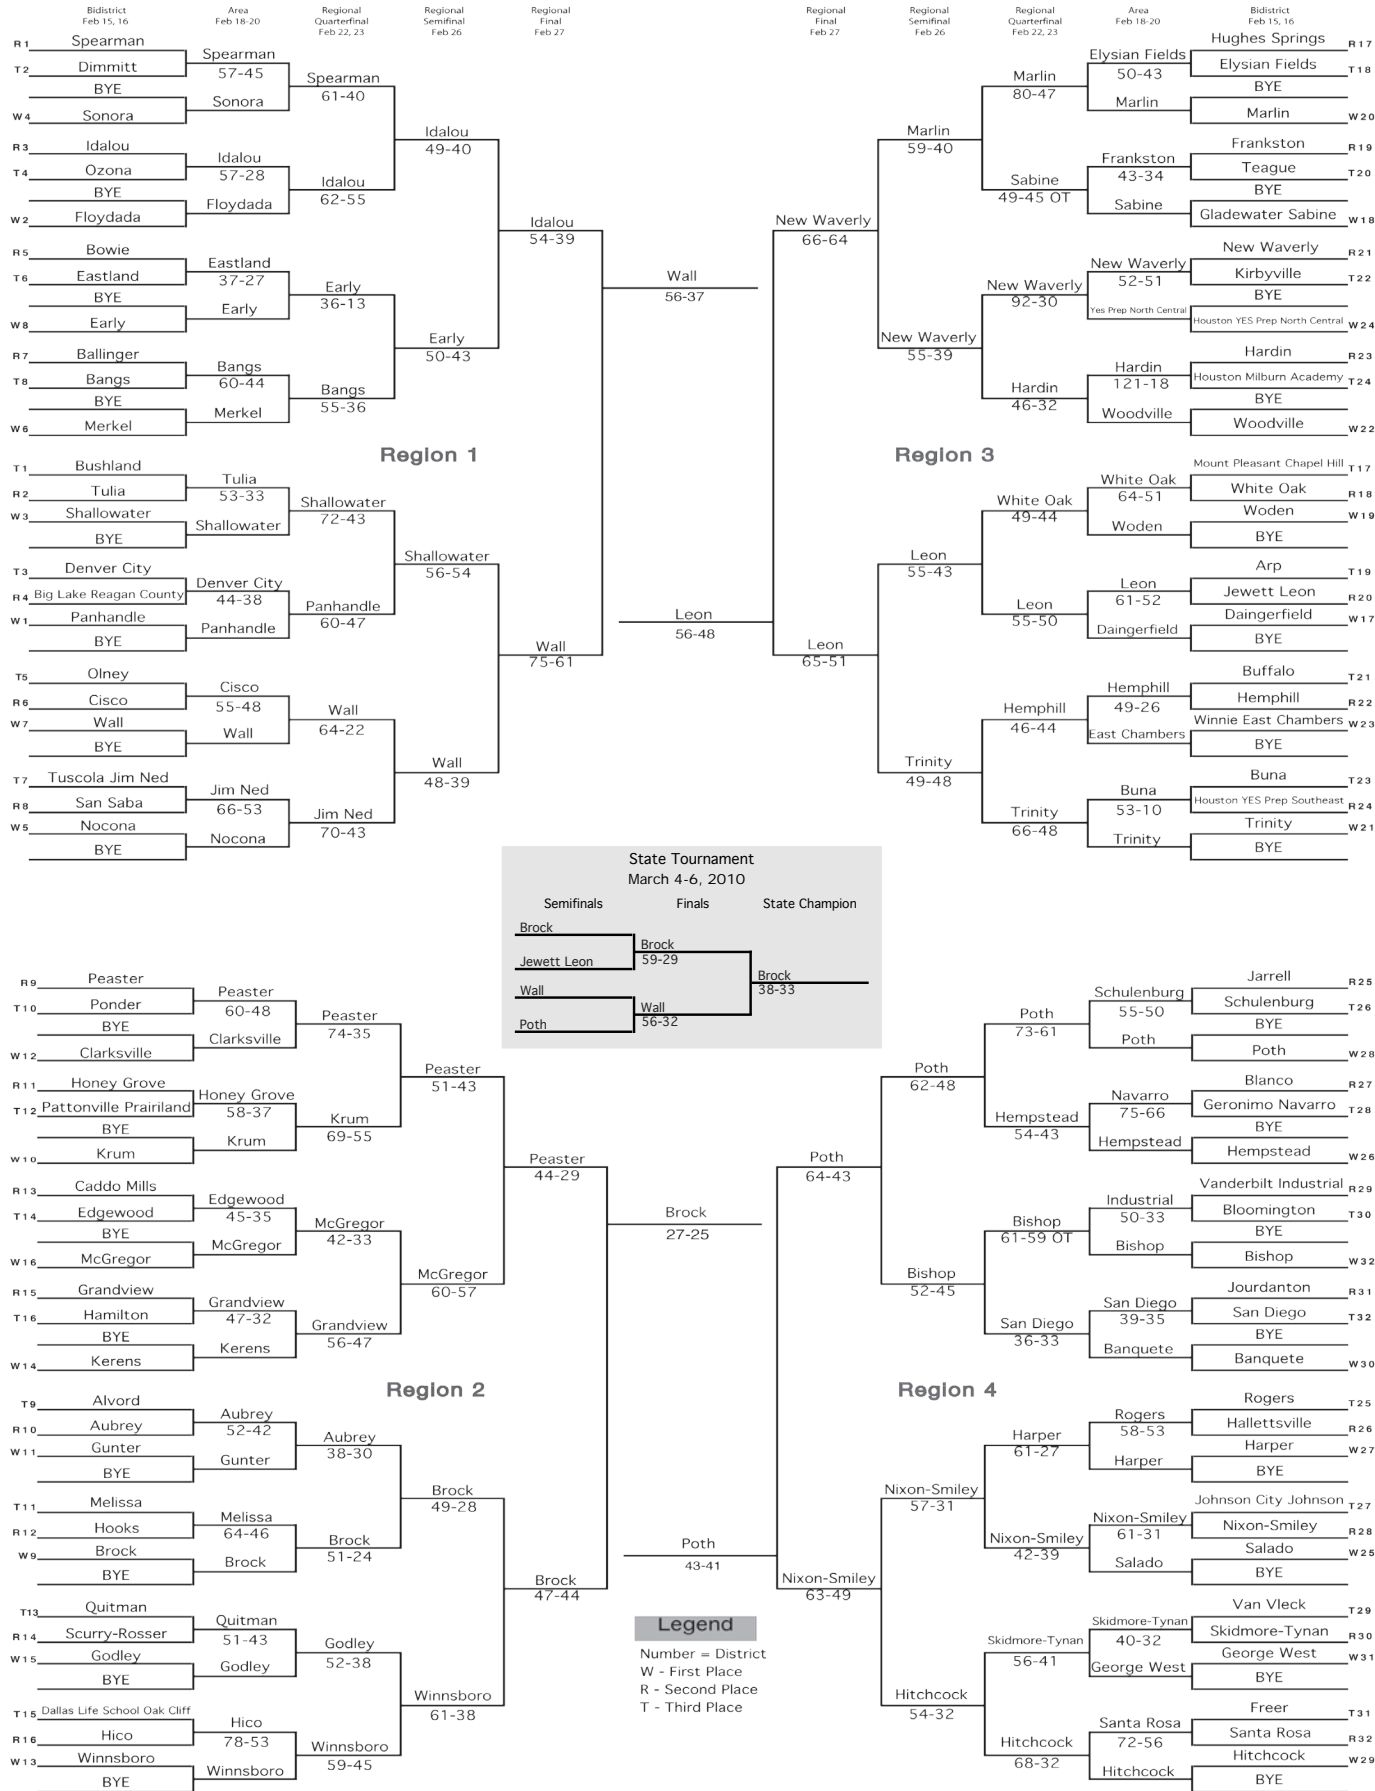 Bidistrict
Feb 15, 16
Area
Feb 18-20
Regional
Quarterfinal
Feb 22, 23
Regional
Semifinal
Feb 26
Regional
Final
Feb 27
Regional
Final
Feb 27
Regional
Semifinal
Feb 26
Regional
Quarterfinal
Feb 22, 23
Area
Feb 18-20
Bidistrict
Feb 15, 16
R1 Spearman
T2 Dimmitt
BYE
W4 Sonora
R3 Idalou
T4 Ozona
BYE
W2 Floydada
R5 Bowie
T6 Eastland
BYE
W8 Early
R7 Ballinger
T8 Bangs
BYE
W6 Merkel
T1 Bushland
R2 Tulia
W3 Shallowater
BYE
T3 Denver City
R4 Big Lake Reagan County
W1 Panhandle
BYE
T5 Olney
R6 Cisco
W7 Wall
BYE
T7 Tuscola Jim Ned
R8 San Saba
W5 Nocona
BYE
Spearman
57-45
Sonora
Idalou
57-28
Floydada
Eastland
37-27
Early
Bangs
60-44
Merkel
Tulia
53-33
Shallowater
Denver City
44-38
Panhandle
Cisco
55-48
Wall
Jim Ned
66-53
Nocona
Spearman
61-40
Idalou
62-55
Early
36-13
Bangs
55-36
Shallowater
72-43
Panhandle
60-47
Wall
64-22
Jim Ned
70-43
Idalou
49-40
Early
50-43
Region 1
Shallowater
56-54
Wall
48-39
Idalou
54-39
Wall
75-61
Wall
56-37
Leon
56-48
New Waverly
66-64
Leon
65-51
Marlin
59-40
New Waverly
55-39
Region 3
Leon
55-43
Trinity
49-48
Marlin
80-47
Sabine
49-45 OT
New Waverly
92-30
Hardin
46-32
White Oak
49-44
Leon
55-50
Hemphill
46-44
Trinity
66-48
Elysian Fields
50-43
Marlin
Frankston
43-34
Sabine
New Waverly
52-51
Yes Prep North Central
Hardin
121-18
Woodville
White Oak
64-51
Woden
Leon
61-52
Daingerfield
Hemphill
49-26
East Chambers
Buna
53-10
Trinity
Hughes Springs R17
Elysian Fields T18
BYE
Marlin W20
Frankston R19
Teague T20
BYE
Gladewater Sabine W18
New Waverly R21
Kirbyville T22
BYE
Houston YES Prep North Central W24
Hardin R23
Houston Milburn Academy T24
BYE
Woodville W22
Mount Pleasant Chapel Hill T17
White Oak R18
Woden W19
BYE
Arp T19
Jewett Leon R20
Daingerfield W17
BYE
Buffalo T21
Hemphill R22
Winnie East Chambers W23
BYE
Buna T23
Houston YES Prep Southeast R24
Trinity W21
BYE
State Tournament
March 4-6, 2010
Semifinals Finals State Champion
Brock
Jewett Leon
Wall
Poth
Brock
59-29
Wall
56-32
Brock
38-33
R9 Peaster
T10 Ponder
BYE
W12 Clarksville
R11 Honey Grove
T12 Pattonville Prairiland
BYE
W10 Krum
R13 Caddo Mills
T14 Edgewood
BYE
W16 McGregor
R15 Grandview
T16 Hamilton
BYE
W14 Kerens
T9 Alvord
R10 Aubrey
W11 Gunter
BYE
T11 Melissa
R12 Hooks
W9 Brock
BYE
T13 Quitman
R14 Scurry-Rosser
W15 Godley
BYE
T15 Dallas Life School Oak Cliff
R16 Hico
W13 Winnsboro
BYE
Peaster
60-48
Clarksville
Honey Grove
58-37
Krum
Edgewood
45-35
McGregor
Grandview
47-32
Kerens
Aubrey
52-42
Gunter
Melissa
64-46
Brock
Quitman
51-43
Godley
Hico
78-53
Winnsboro
Peaster
74-35
Krum
69-55
McGregor
42-33
Grandview
56-47
Aubrey
38-30
Brock
51-24
Godley
52-38
Winnsboro
59-45
Peaster
51-43
McGregor
60-57
Region 2
Brock
49-28
Winnsboro
61-38
Peaster
44-29
Brock
47-44
Brock
27-25
Poth
43-41
Legend
Number = District
W - First Place
R - Second Place
T - Third Place
Poth
64-43
Nixon-Smiley
63-49
Poth
62-48
Bishop
52-45
Region 4
Nixon-Smiley
57-31
Hitchcock
54-32
Poth
73-61
Hempstead
54-43
Bishop
61-59 OT
San Diego
36-33
Harper
61-27
Nixon-Smiley
42-39
Skidmore-Tynan
56-41
Hitchcock
68-32
Schulenburg
55-50
Poth
Navarro
75-66
Hempstead
Industrial
50-33
Bishop
San Diego
39-35
Banquete
Rogers
58-53
Harper
Nixon-Smiley
61-31
Salado
Skidmore-Tynan
40-32
George West
Santa Rosa
72-56
Hitchcock
Jarrell R25
Schulenburg T26
BYE
Poth W28
Blanco R27
Geronimo Navarro T28
BYE
Hempstead W26
Vanderbilt Industrial R29
Bloomington T30
BYE
Bishop W32
Jourdanton R31
San Diego T32
BYE
Banquete W30
Rogers T25
Hallettsville R26
Harper W27
BYE
Johnson City Johnson T27
Nixon-Smiley R28
Salado W25
BYE
Van Vleck T29
Skidmore-Tynan R30
George West W31
BYE
Freer T31
Santa Rosa R32
Hitchcock W29
BYE